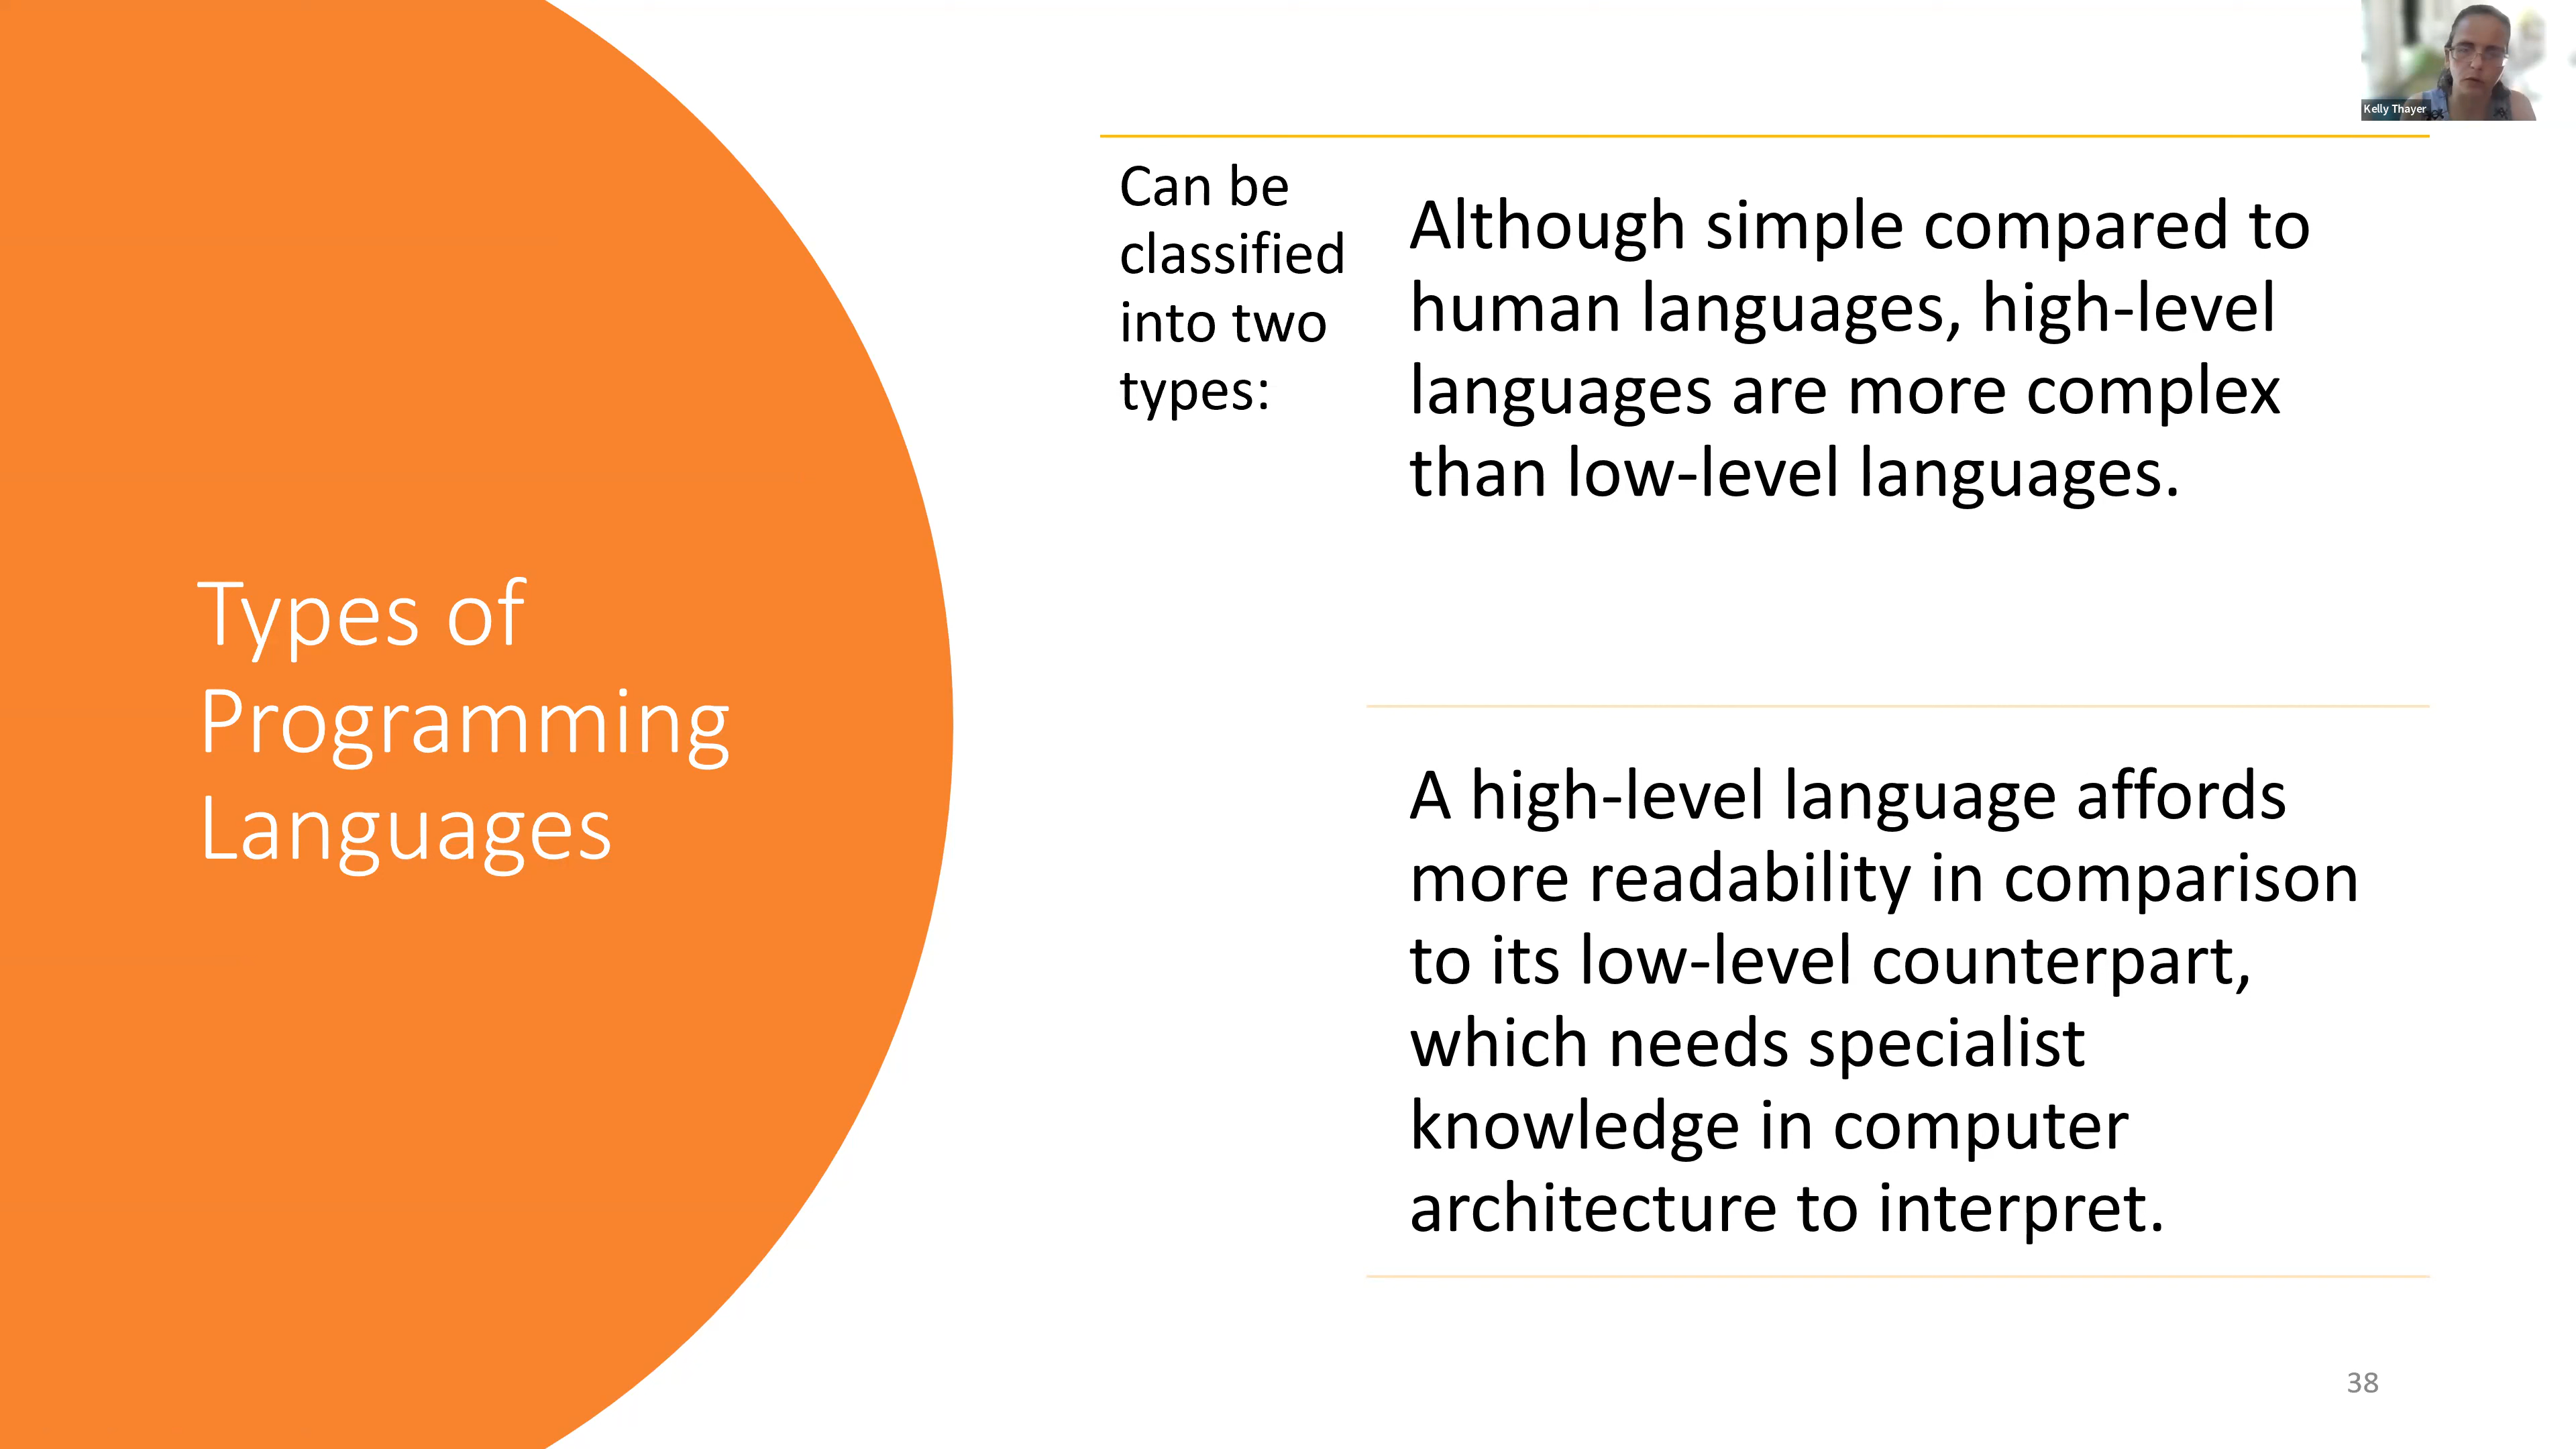 Kelly Thayer
Types of
Programming
Languages
Can be
classified
into two
types:
Although simple compared to
human languages, high-level
languages are more complex
than low-level languages.
A high-level language affords
more readability in comparison
to its low-level counterpart,
which needs specialist
knowledge in computer
architecture to interpret.
38